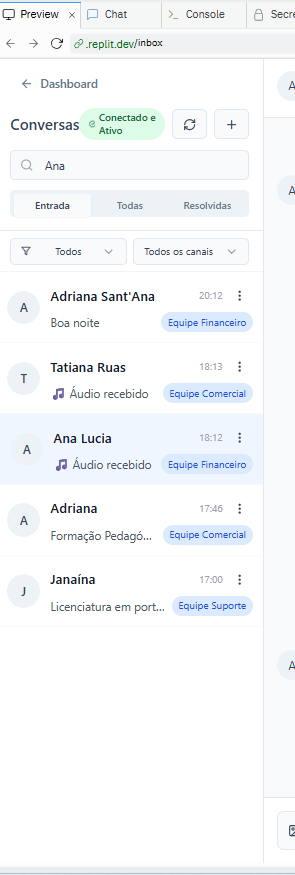 Preview × Chat Console Secre
.replit.dev/inbox
Dashboard
Conversas Conectado e Ativo
Ana
Entrada Todas Resolvidas
Todos Todos os canais
A Adriana Sant'Ana 20:12
Boa noite Equipe Financeiro
T Tatiana Ruas 18:13
Áudio recebido Equipe Comercial
A Ana Lucia 18:12
Áudio recebido Equipe Financeiro
A Adriana 17:46
Formação Pedagó... Equipe Comercial
J Janaína 17:00
Licenciatura em port... Equipe Suporte
A
A
A